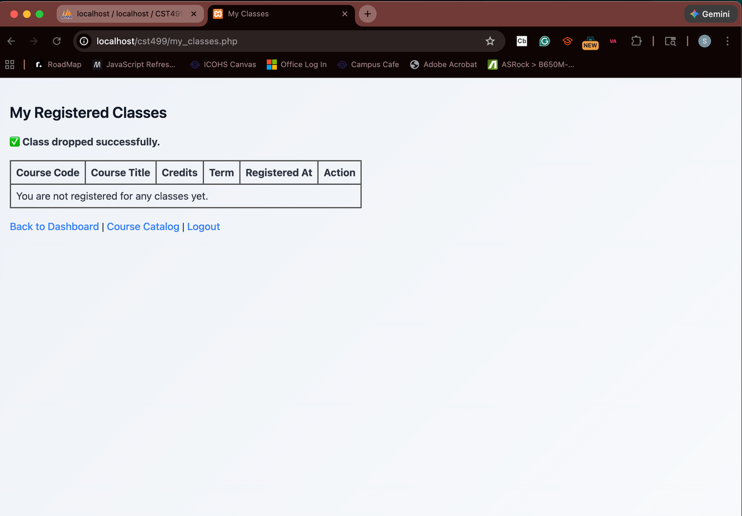 localhost / localhost / CST499
My Classes
Gemini
localhost/cst499/my_classes.php
Cb
G
NEW
VA
S
r. RoadMap
M JavaScript Refres...
ICOHS Canvas
Office Log In
Campus Cafe
Adobe Acrobat
ASRock > B650M-...
My Registered Classes
✅ Class dropped successfully.
Course Code Course Title Credits Term Registered At Action
You are not registered for any classes yet.
Back to Dashboard | Course Catalog | Logout